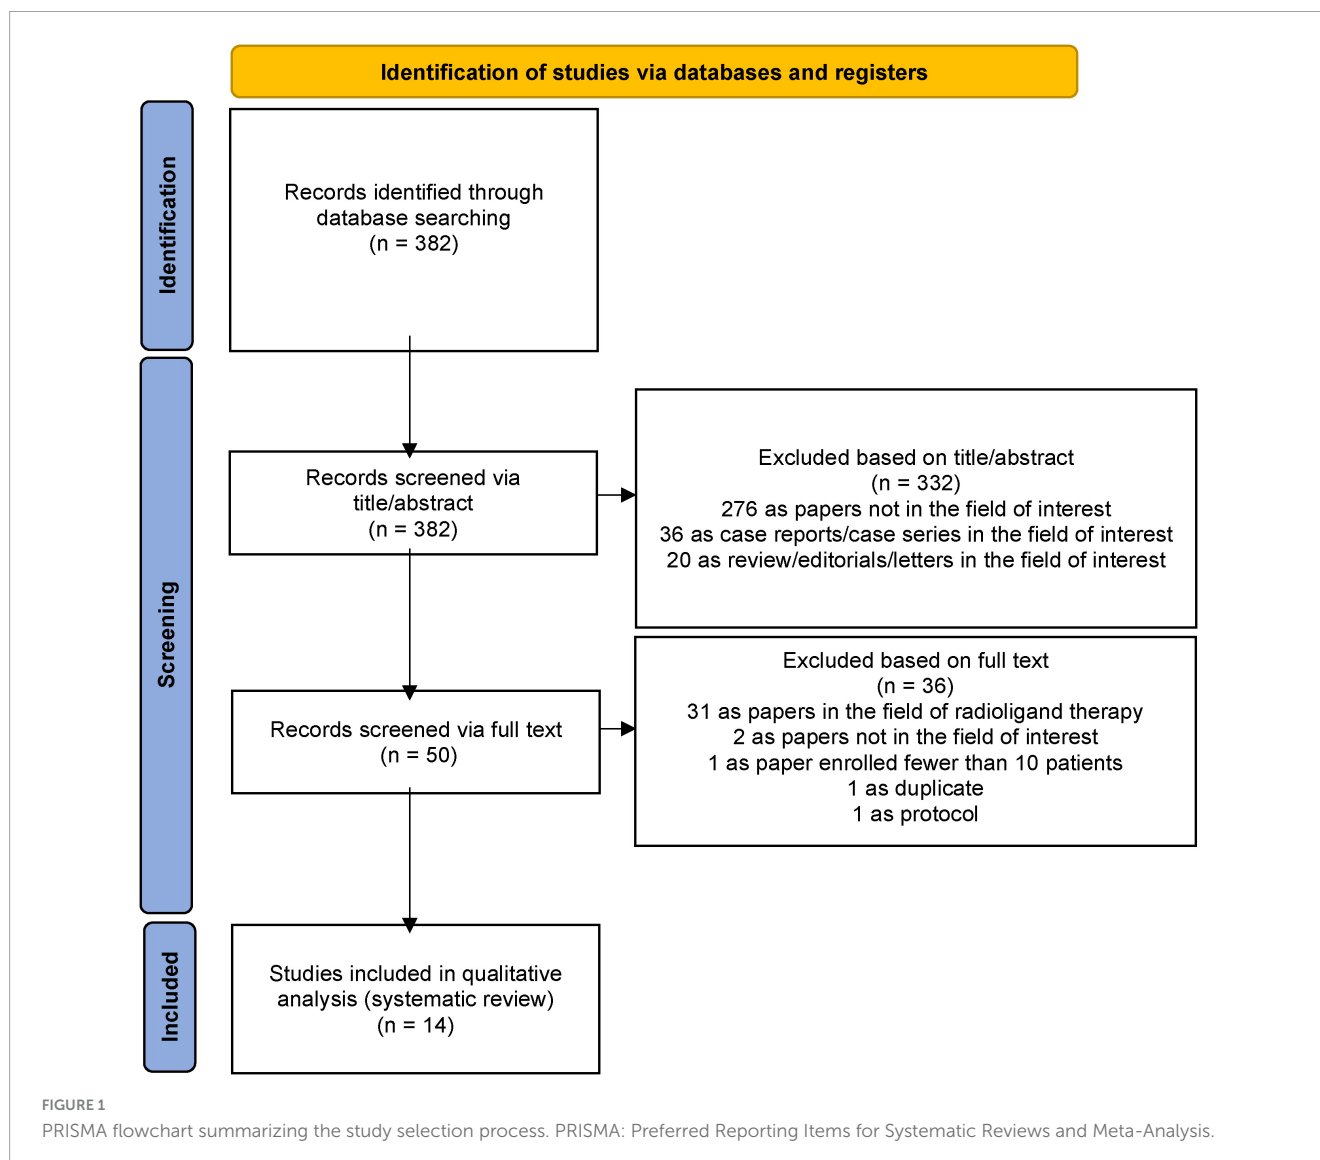 Identification of studies via databases and registers
Identification
Records identified through
database searching
(n = 382)
Screening
Records screened via
title/abstract
(n = 382)
Excluded based on title/abstract
(n = 332)
276 as papers not in the field of interest
36 as case reports/case series in the field of interest
20 as review/editorials/letters in the field of interest
Records screened via full text
(n = 50)
Excluded based on full text
(n = 36)
31 as papers in the field of radioligand therapy
2 as papers not in the field of interest
1 as paper enrolled fewer than 10 patients
1 as duplicate
1 as protocol
Included
Studies included in qualitative
analysis (systematic review)
(n = 14)
FIGURE 1
PRISMA flowchart summarizing the study selection process. PRISMA: Preferred Reporting Items for Systematic Reviews and Meta-Analysis.